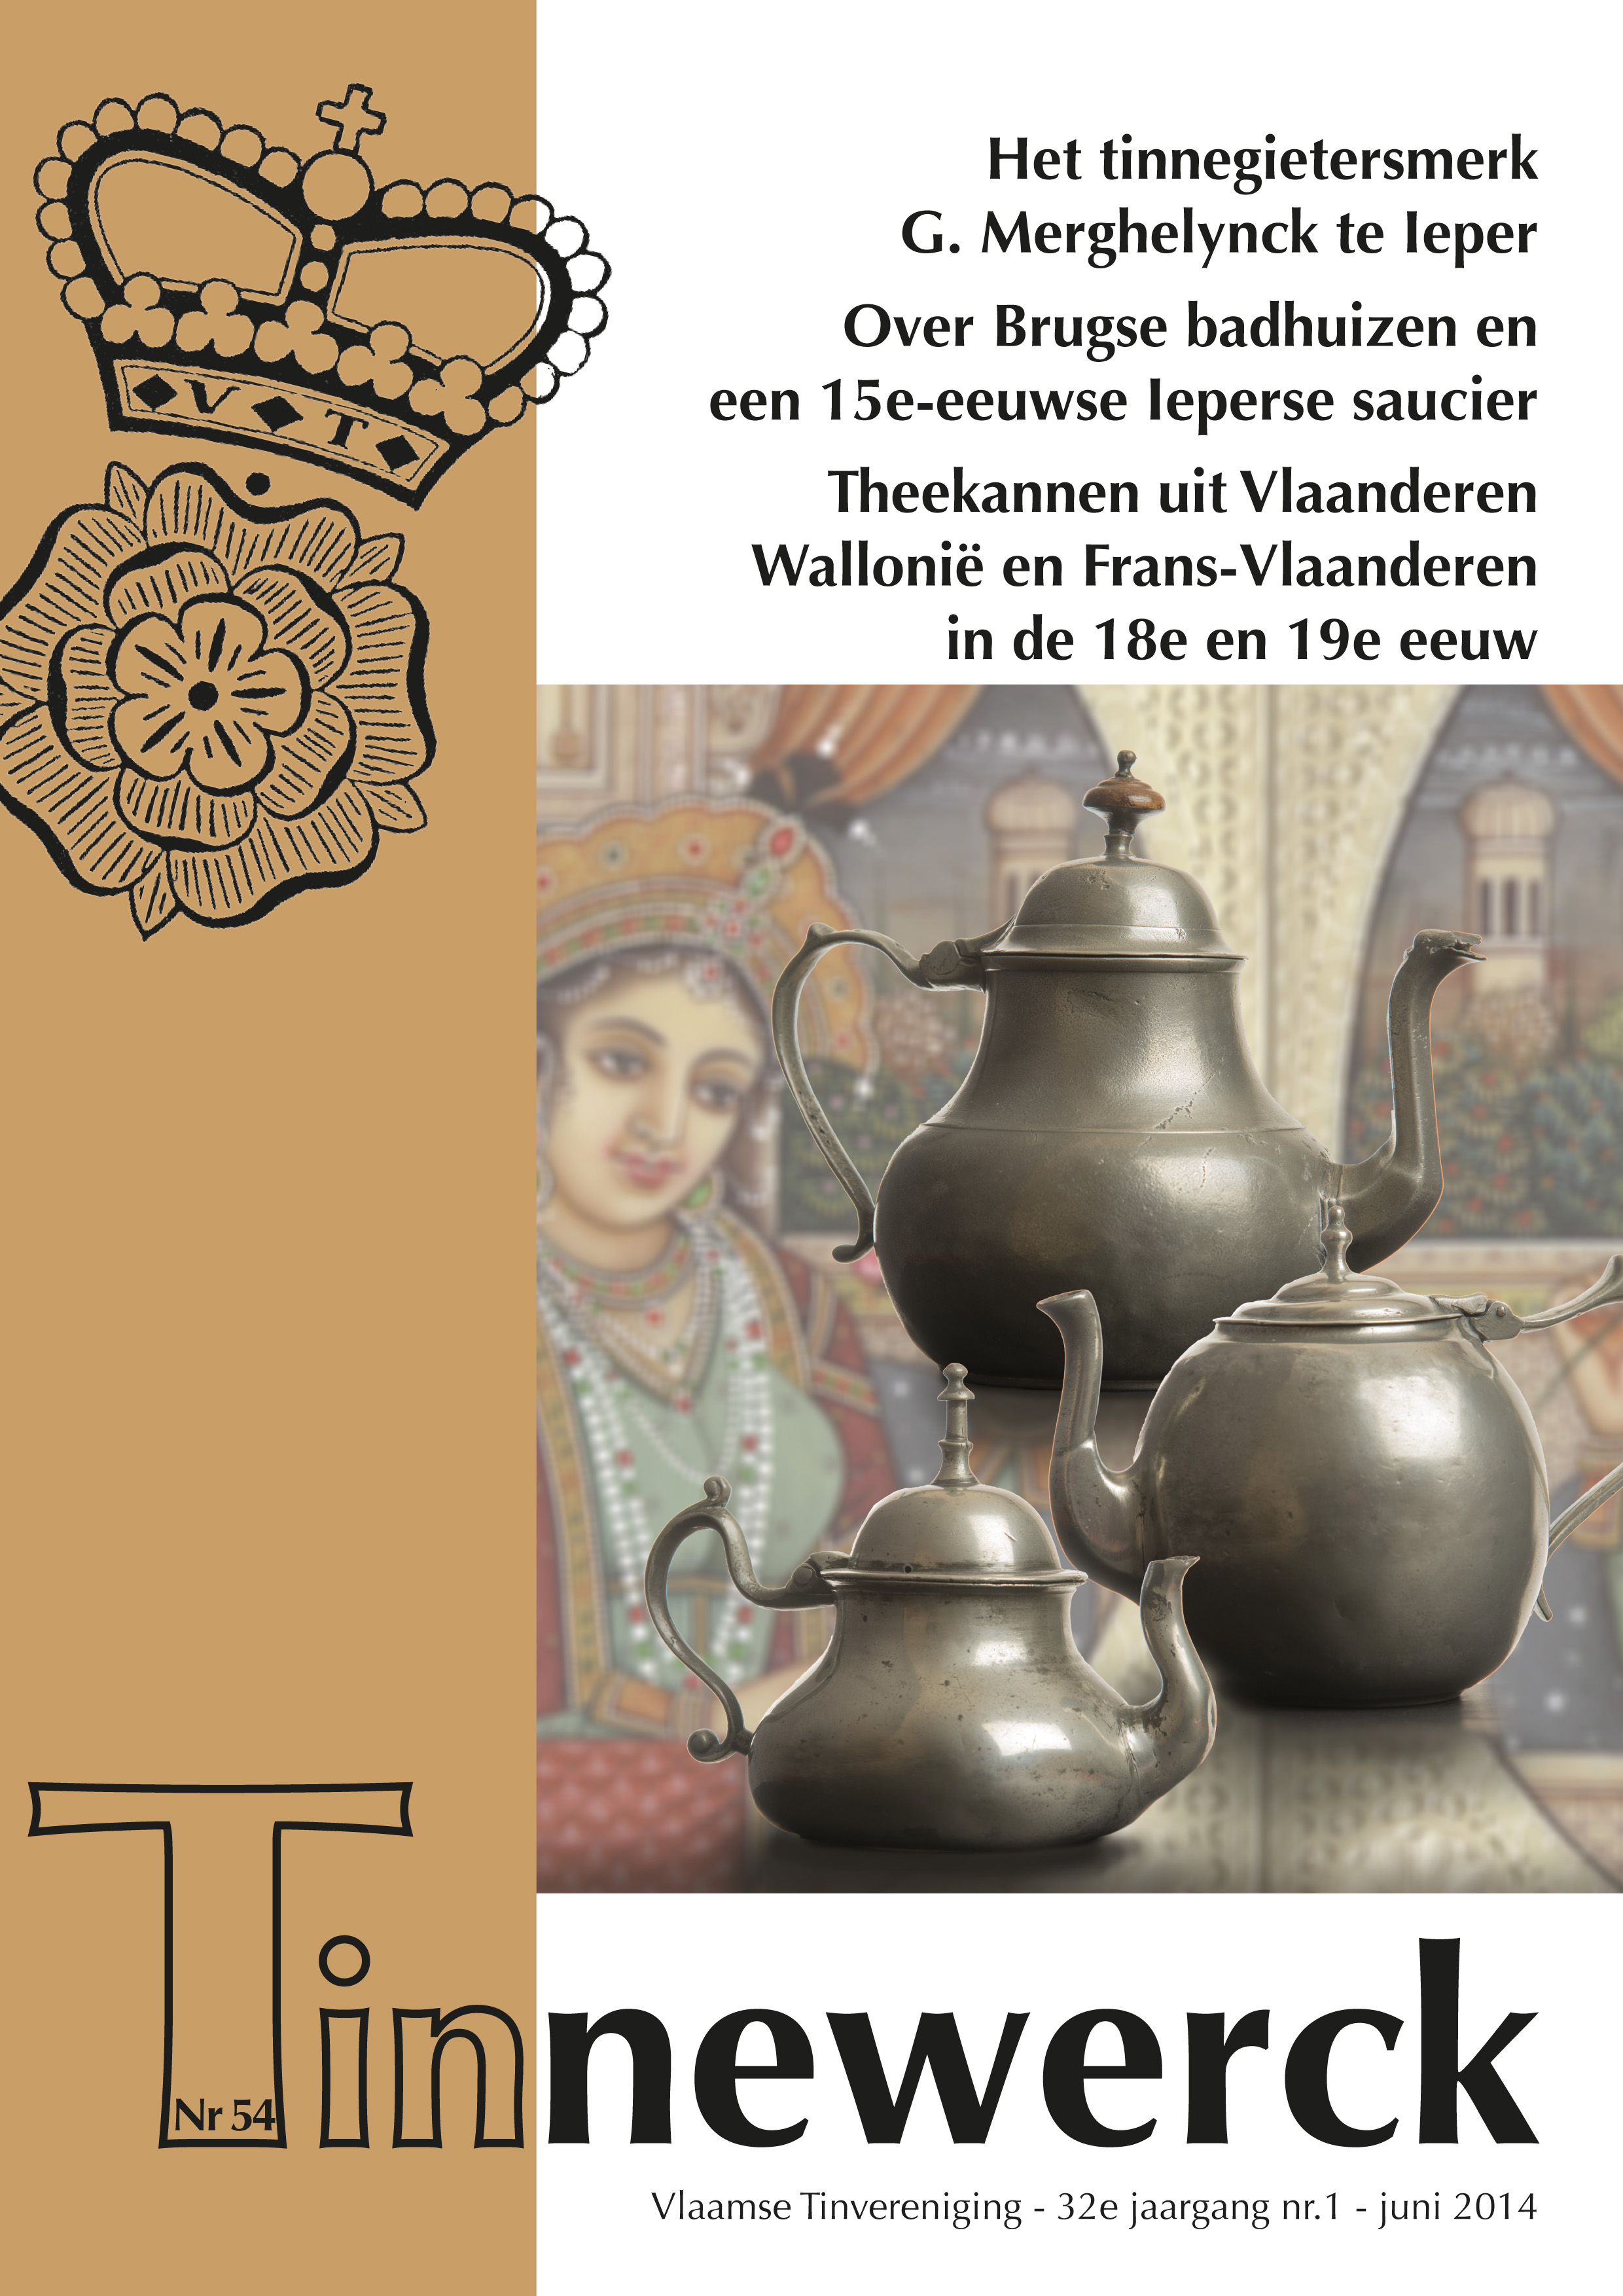 V T
Het tinnegietersmerk
G. Merghelynck te Ieper
Over Brugse badhuizen en
een 15e-eeuwse Ieperse saucier
Theekannen uit Vlaanderen
Wallonië en Frans-Vlaanderen
in de 18e en 19e eeuw
Tinnewerck
Nr 54
Vlaamse Tinvereniging - 32e jaargang nr.1 - juni 2014